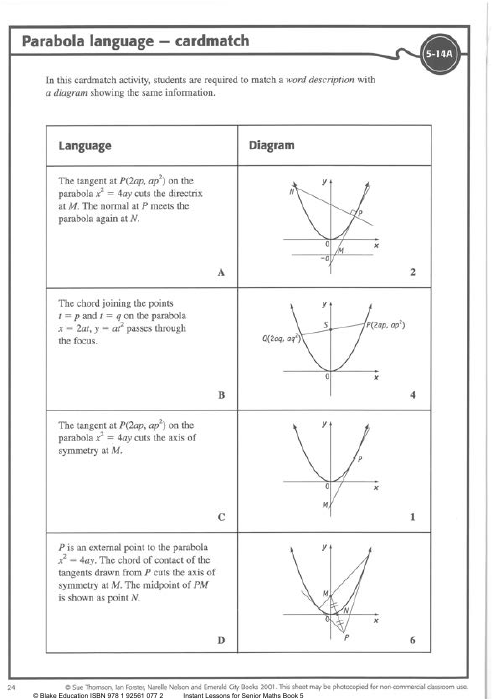 Parabola language – cardmatch
5-14A
In this cardmatch activity, students are required to match a word description with
a diagram showing the same information.
Language
Diagram
The tangent at P(2ap, ap²) on the
parabola x² = 4ay cuts the directrix
at M. The normal at P meets the
parabola again at N.
A
y
N
P
0
x
M
-a
2
The chord joining the points
t = p and t = q on the parabola
x = 2at, y = at² passes through
the focus.
B
y
S
P(2ap, ap²)
Q(2aq, aq²)
0
x
4
The tangent at P(2ap, ap²) on the
parabola x² = 4ay cuts the axis of
symmetry at M.
C
y
P
0
x
M
1
P is an external point to the parabola
x² = 4ay. The chord of contact of the
tangents drawn from P cuts the axis of
symmetry at M. The midpoint of PM
is shown as point N.
D
y
M
N
0
x
P
6
24
© Sue Thomson, Ian Forster, Narelle Nelson and Emerald City Books 2001. This sheet may be photocopied for non-commercial classroom use.
© Blake Education ISBN 978 1 92561 077 2 Instant Lessons for Senior Maths Book 5